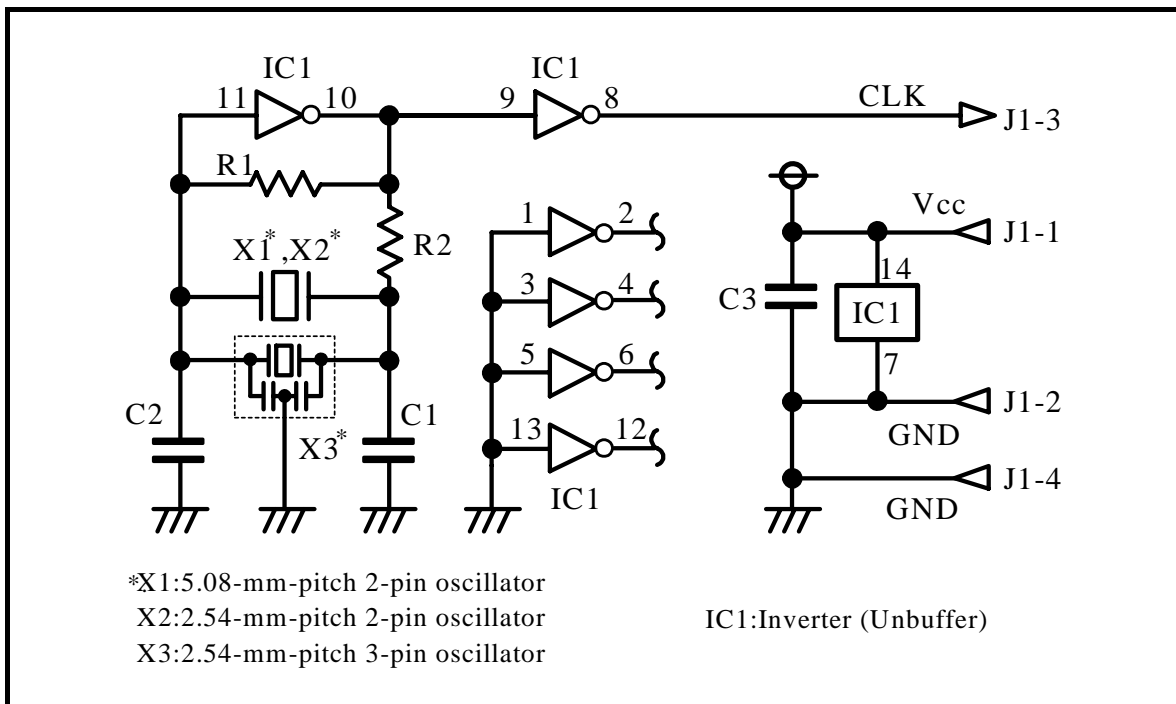 IC1
IC1
11
10
9
8
CLK
J1-3
R1
R2
X1*,X2*
1
2
3
4
5
6
13
12
IC1
Vcc
J1-1
14
C3
IC1
7
J1-2
GND
J1-4
GND
C2
C1
X3*
*X1:5.08-mm-pitch 2-pin oscillator
X2:2.54-mm-pitch 2-pin oscillator
X3:2.54-mm-pitch 3-pin oscillator
IC1:Inverter (Unbuffer)